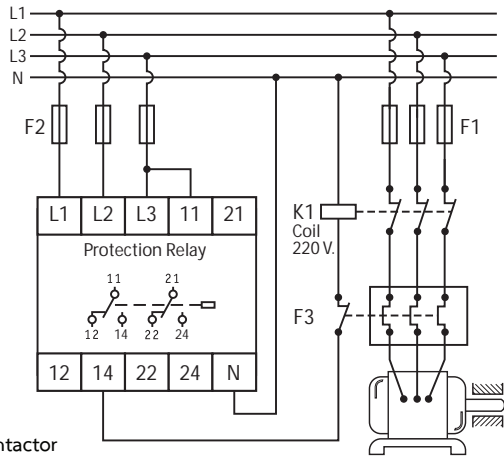 L1
L2
L3
N
F2
F1
L1 L2 L3 11 21
K1
Coil
220 V.
Protection Relay
11 21
12 14 22 24
F3
12 14 22 24 N
ntactor